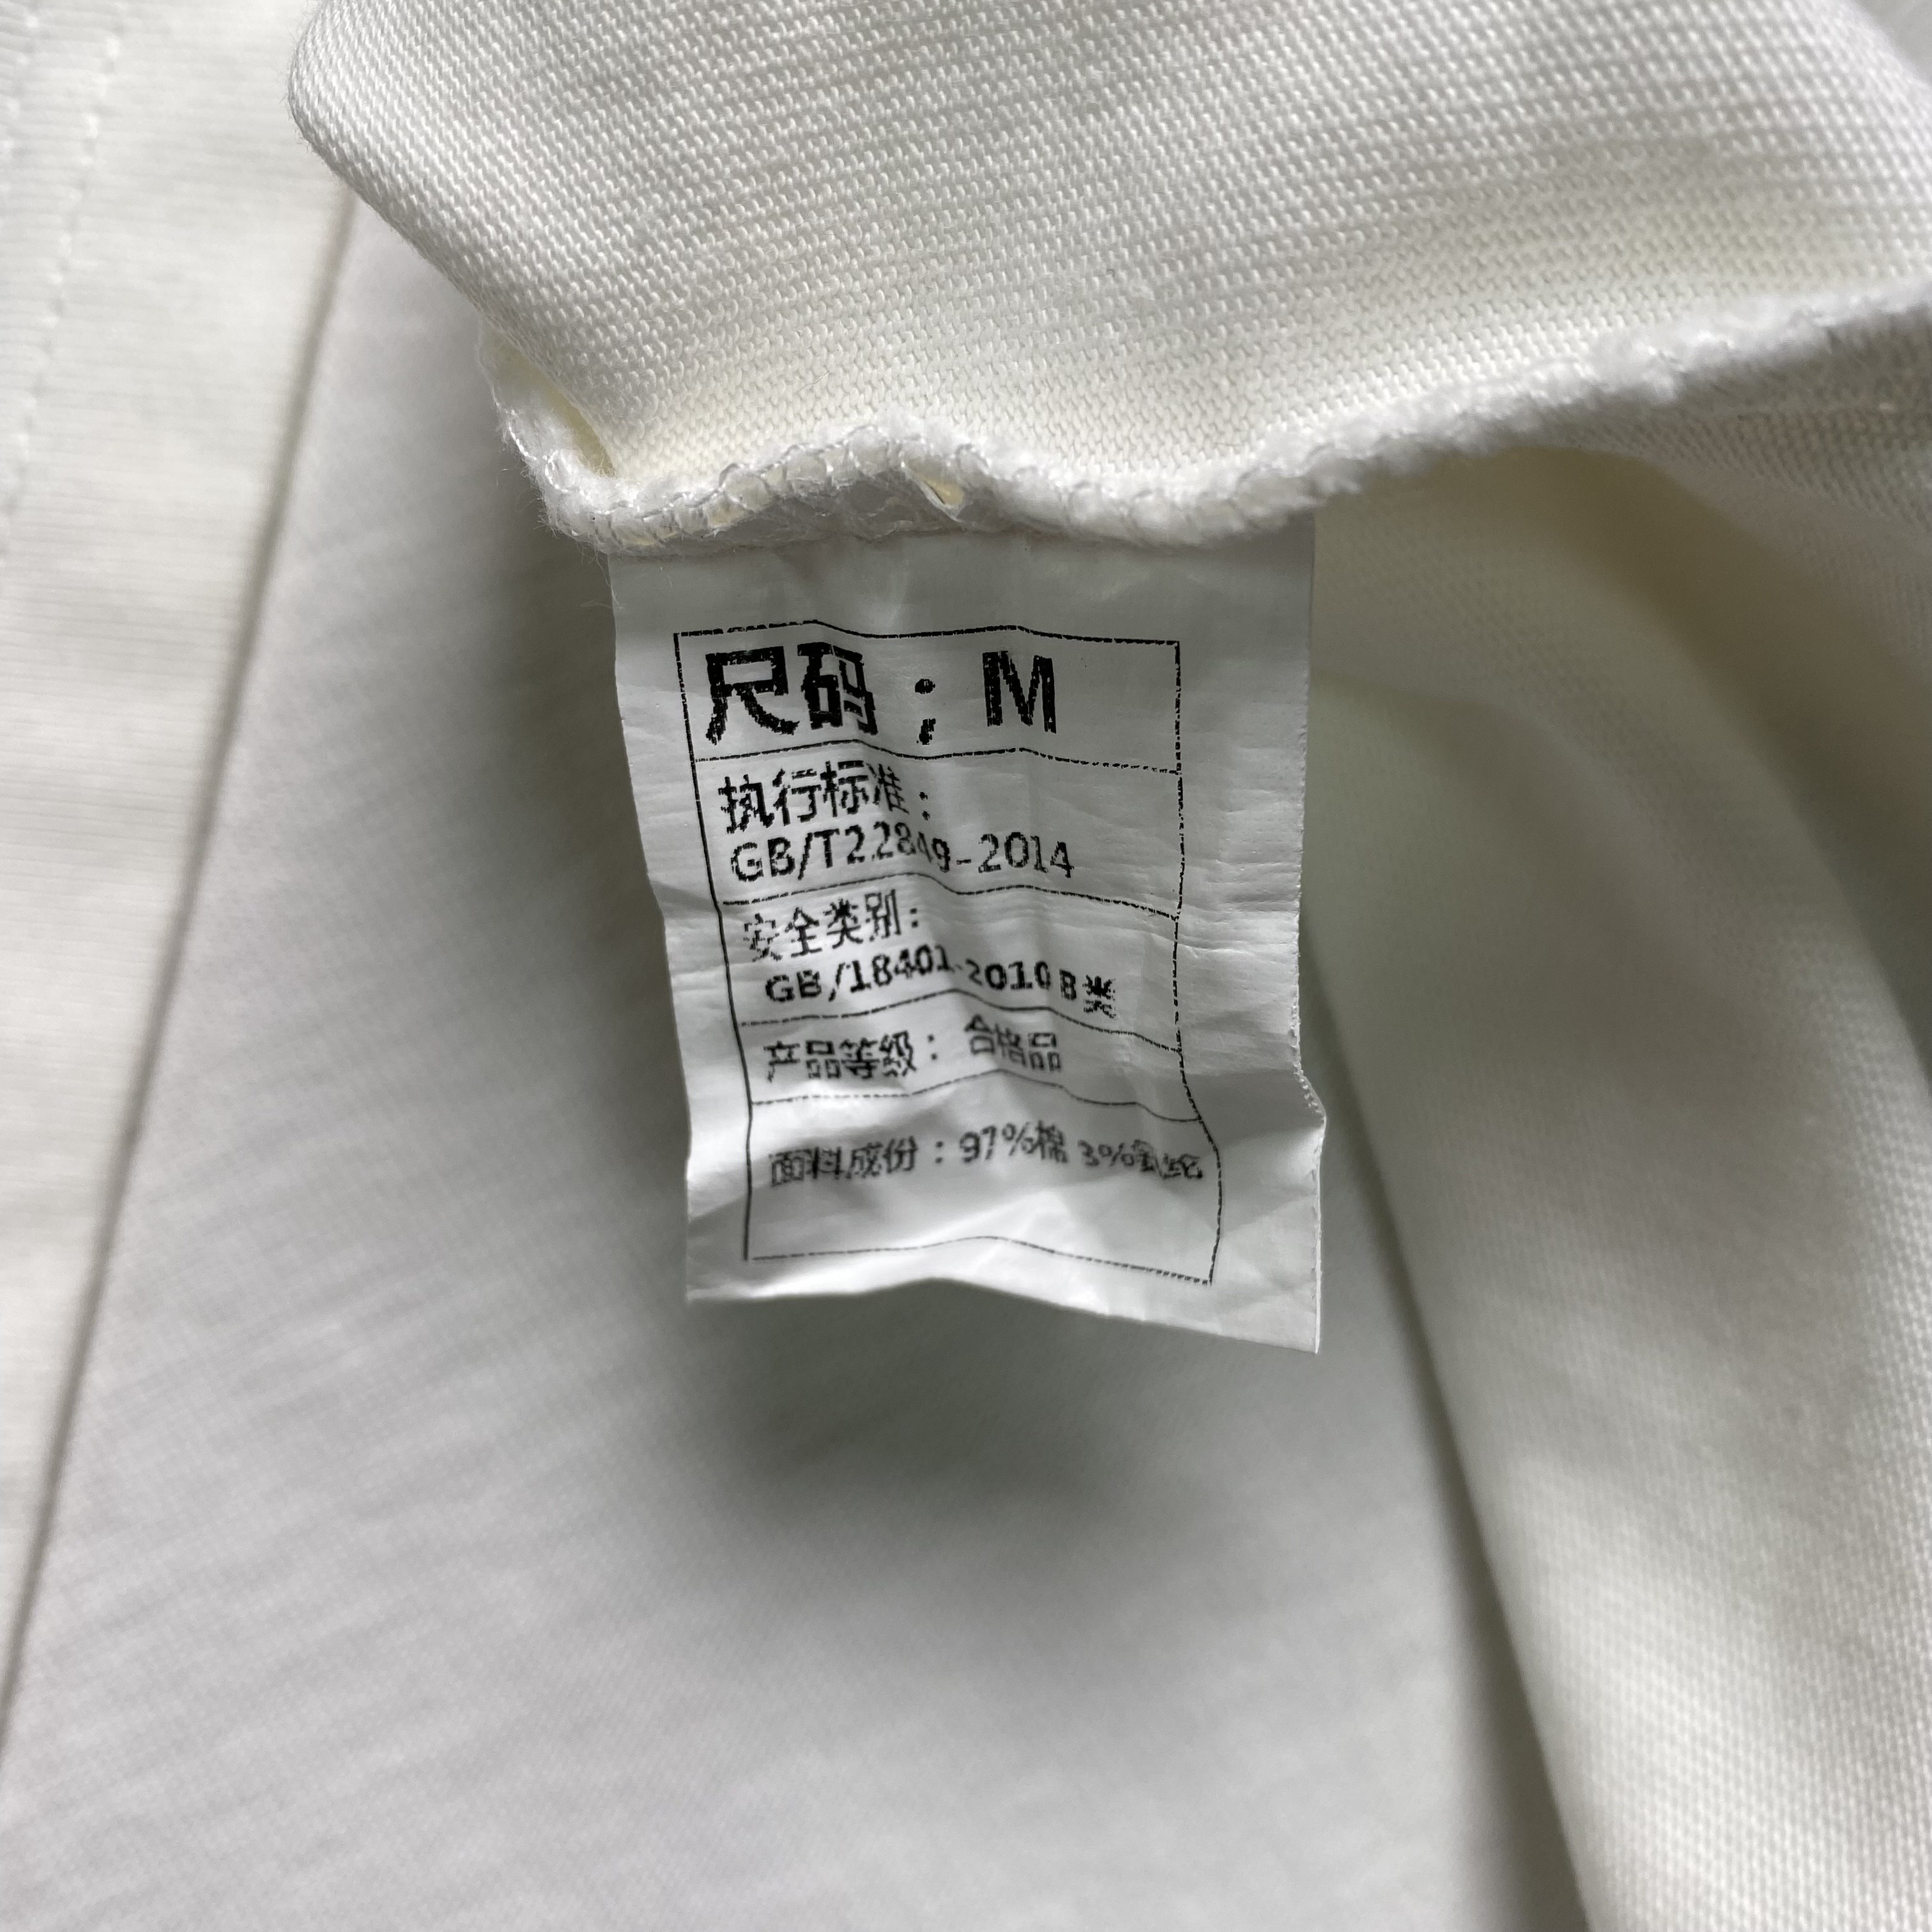 尺码；M
执行标准：
GB/T22849-2014
安全类别：
GB/18401-2010 B类
产品等级：合格品
面料成份：97%棉 3%氨纶